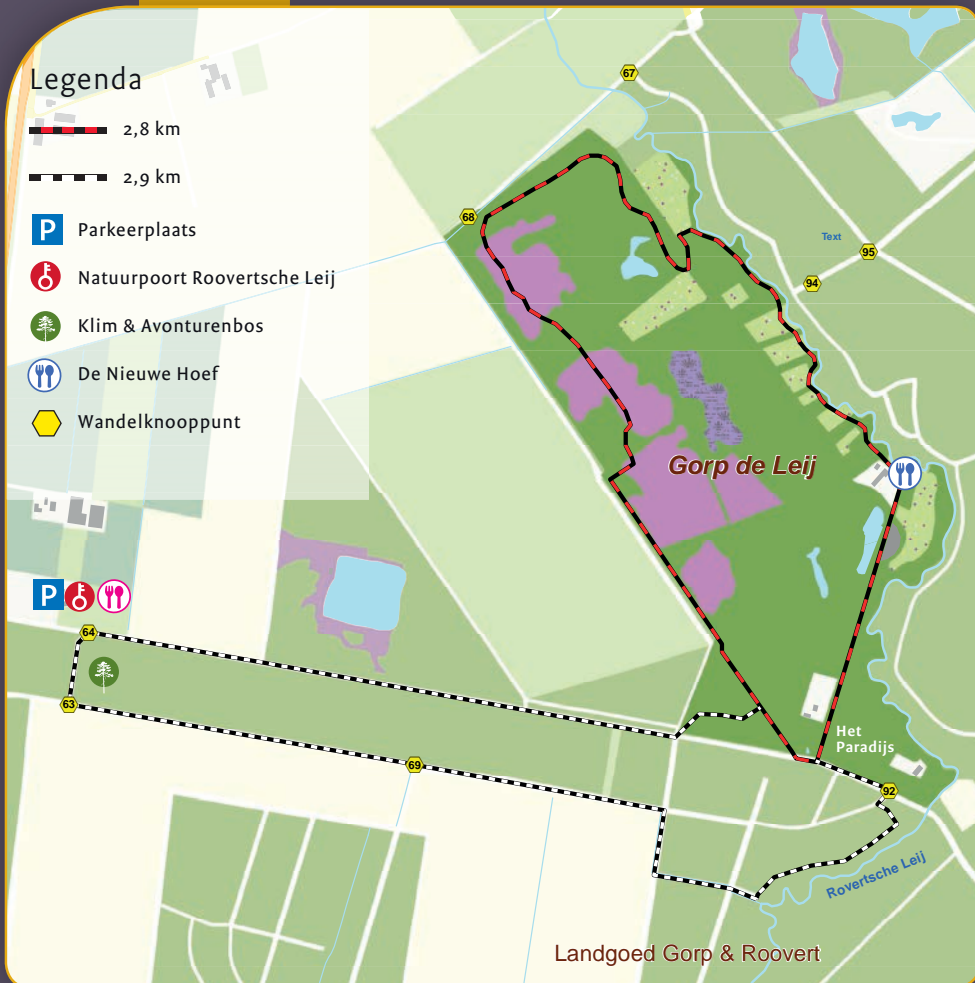 Legenda
2,8 km
2,9 km
P Parkeerplaats
Natuurpoort Roovertsche Leij
Klim & Avonturenbos
De Nieuwe Hoef
Wandelknooppunt
67
68
Text
95
94
Gorp de Leij
P
64
63
69
Het
Paradijs
92
Rovertsche Leij
Landgoed Gorp & Roovert